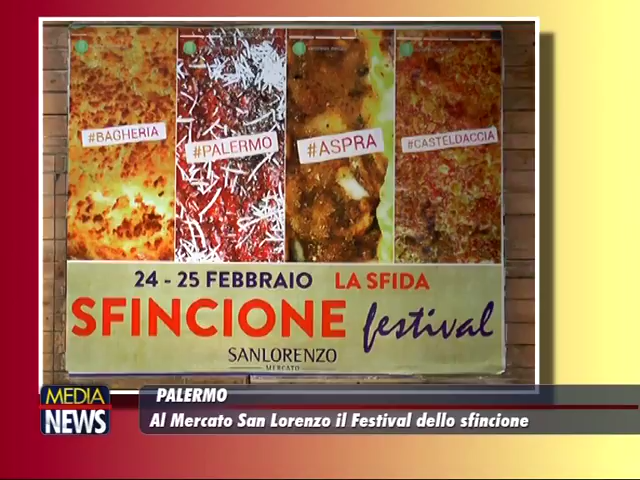 #BAGHERIA
#PALERMO
#ASPRA
#CASTELDACCIA
24 - 25 FEBBRAIO LA SFIDA
SFINCIONE festival
SANLORENZO
MERCATO
MEDIA
NEWS
PALERMO
Al Mercato San Lorenzo il Festival dello sfincione